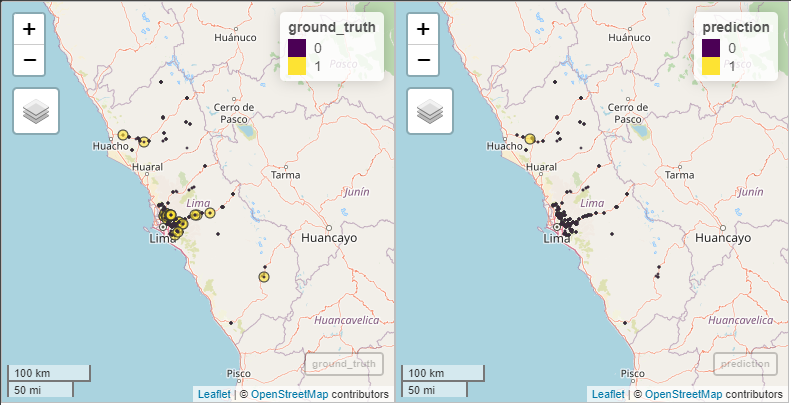 +
−
ground_truth
0
1
Huánuco
Pasco
Cerro de
Pasco
Huacho
Huaral
Tarma
Junín
Lima
Lima
Huancayo
Huancavelica
Pisco
100 km
50 mi
ground_truth
Leaflet | © OpenStreetMap contributors
+
−
prediction
0
1
Huánuco
Pasco
Cerro de
Pasco
Huacho
Huaral
Tarma
Junín
Lima
Lima
Huancayo
Huancavelica
Pisco
100 km
50 mi
prediction
Leaflet | © OpenStreetMap contributors